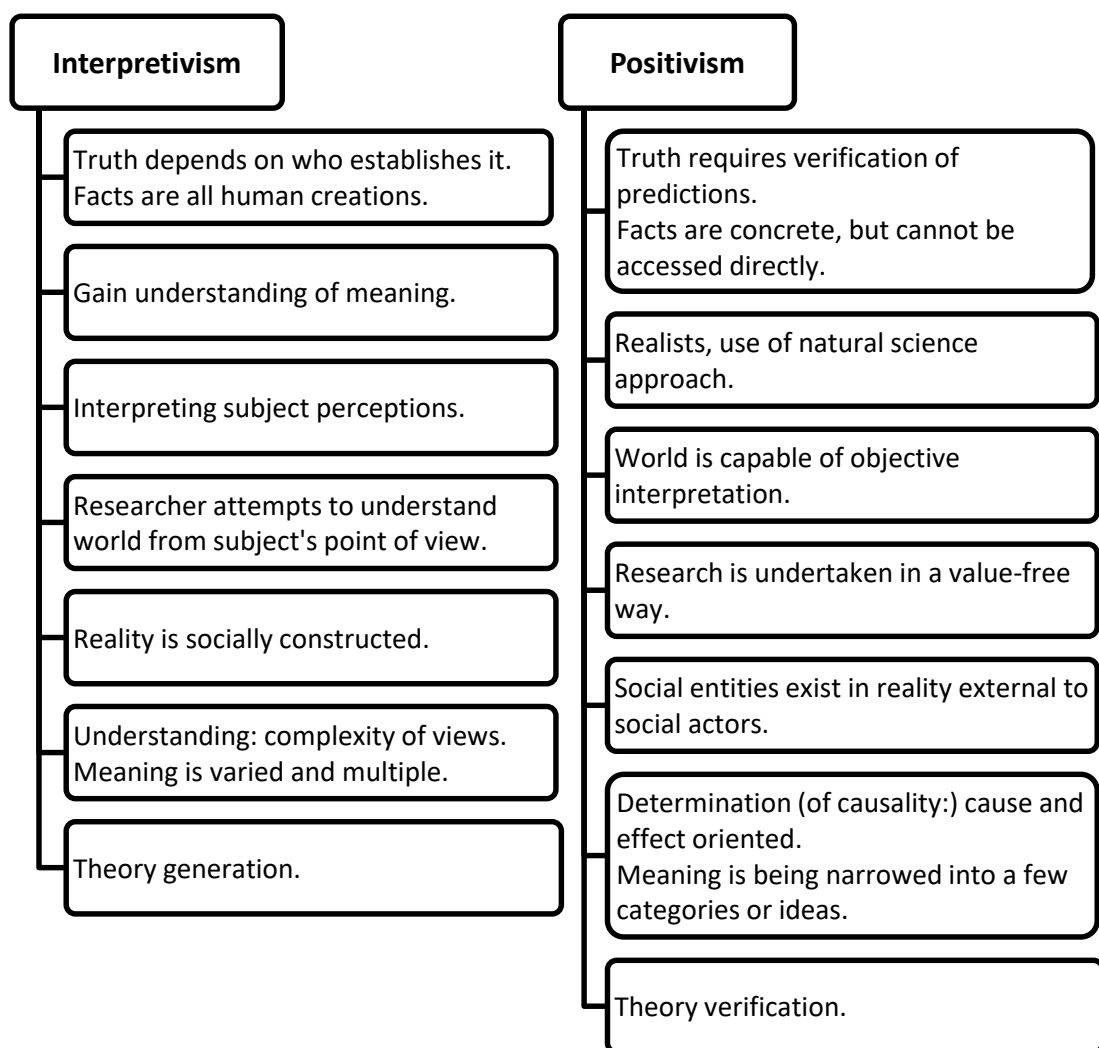 Interpretivism
Truth depends on who establishes it.
Facts are all human creations.
Gain understanding of meaning.
Interpreting subject perceptions.
Researcher attempts to understand
world from subject's point of view.
Reality is socially constructed.
Understanding: complexity of views.
Meaning is varied and multiple.
Theory generation.
Positivism
Truth requires verification of
predictions.
Facts are concrete, but cannot be
accessed directly.
Realists, use of natural science
approach.
World is capable of objective
interpretation.
Research is undertaken in a value-free
way.
Social entities exist in reality external to
social actors.
Determination (of causality:) cause and
effect oriented.
Meaning is being narrowed into a few
categories or ideas.
Theory verification.